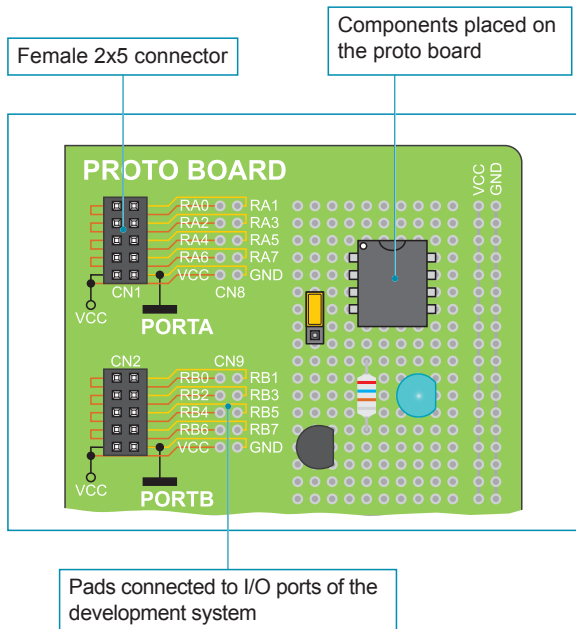 Components placed on
the proto board
Female 2x5 connector
PROTO BOARD
VCC
GND
RA0 RA1
RA2 RA3
RA4 RA5
RA6 RA7
VCC GND
CN1 CN8
VCC
PORTA
CN2 CN9
RB0 RB1
RB2 RB3
RB4 RB5
RB6 RB7
VCC GND
VCC
PORTB
Pads connected to I/O ports of the
development system